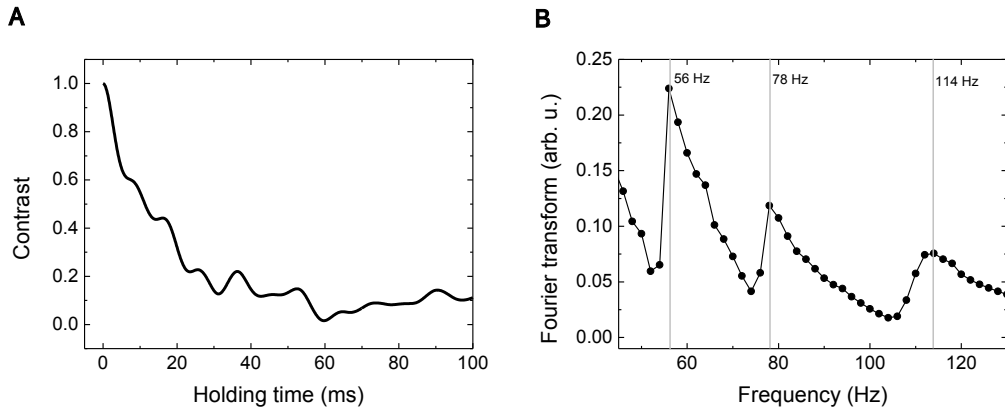 A
Contrast
1.0
0.8
0.6
0.4
0.2
0.0
0 20 40 60 80 100
Holding time (ms)
B
Fourier transform (arb. u.)
0.25
0.20
0.15
0.10
0.05
0.00
56 Hz 78 Hz 114 Hz
60 80 100 120
Frequency (Hz)